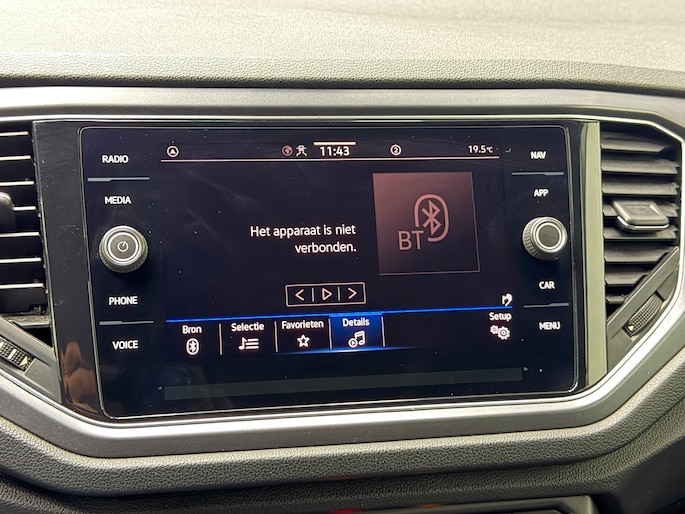 RADIO
MEDIA
PHONE
VOICE
11:43
2
19.5°C
Het apparaat is niet
verbonden.
BT
Bron
Selectie
Favorieten
Details
Setup
NAV
APP
CAR
MENU